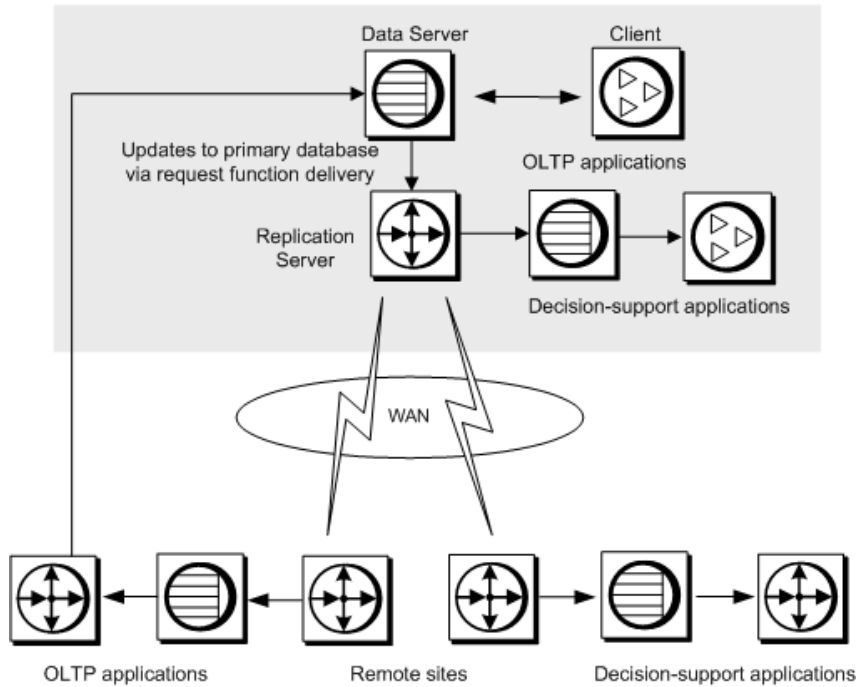 Data Server
Client
Updates to primary database
via request function delivery
OLTP applications
Replication
Server
Decision-support applications
WAN
OLTP applications
Remote sites
Decision-support applications